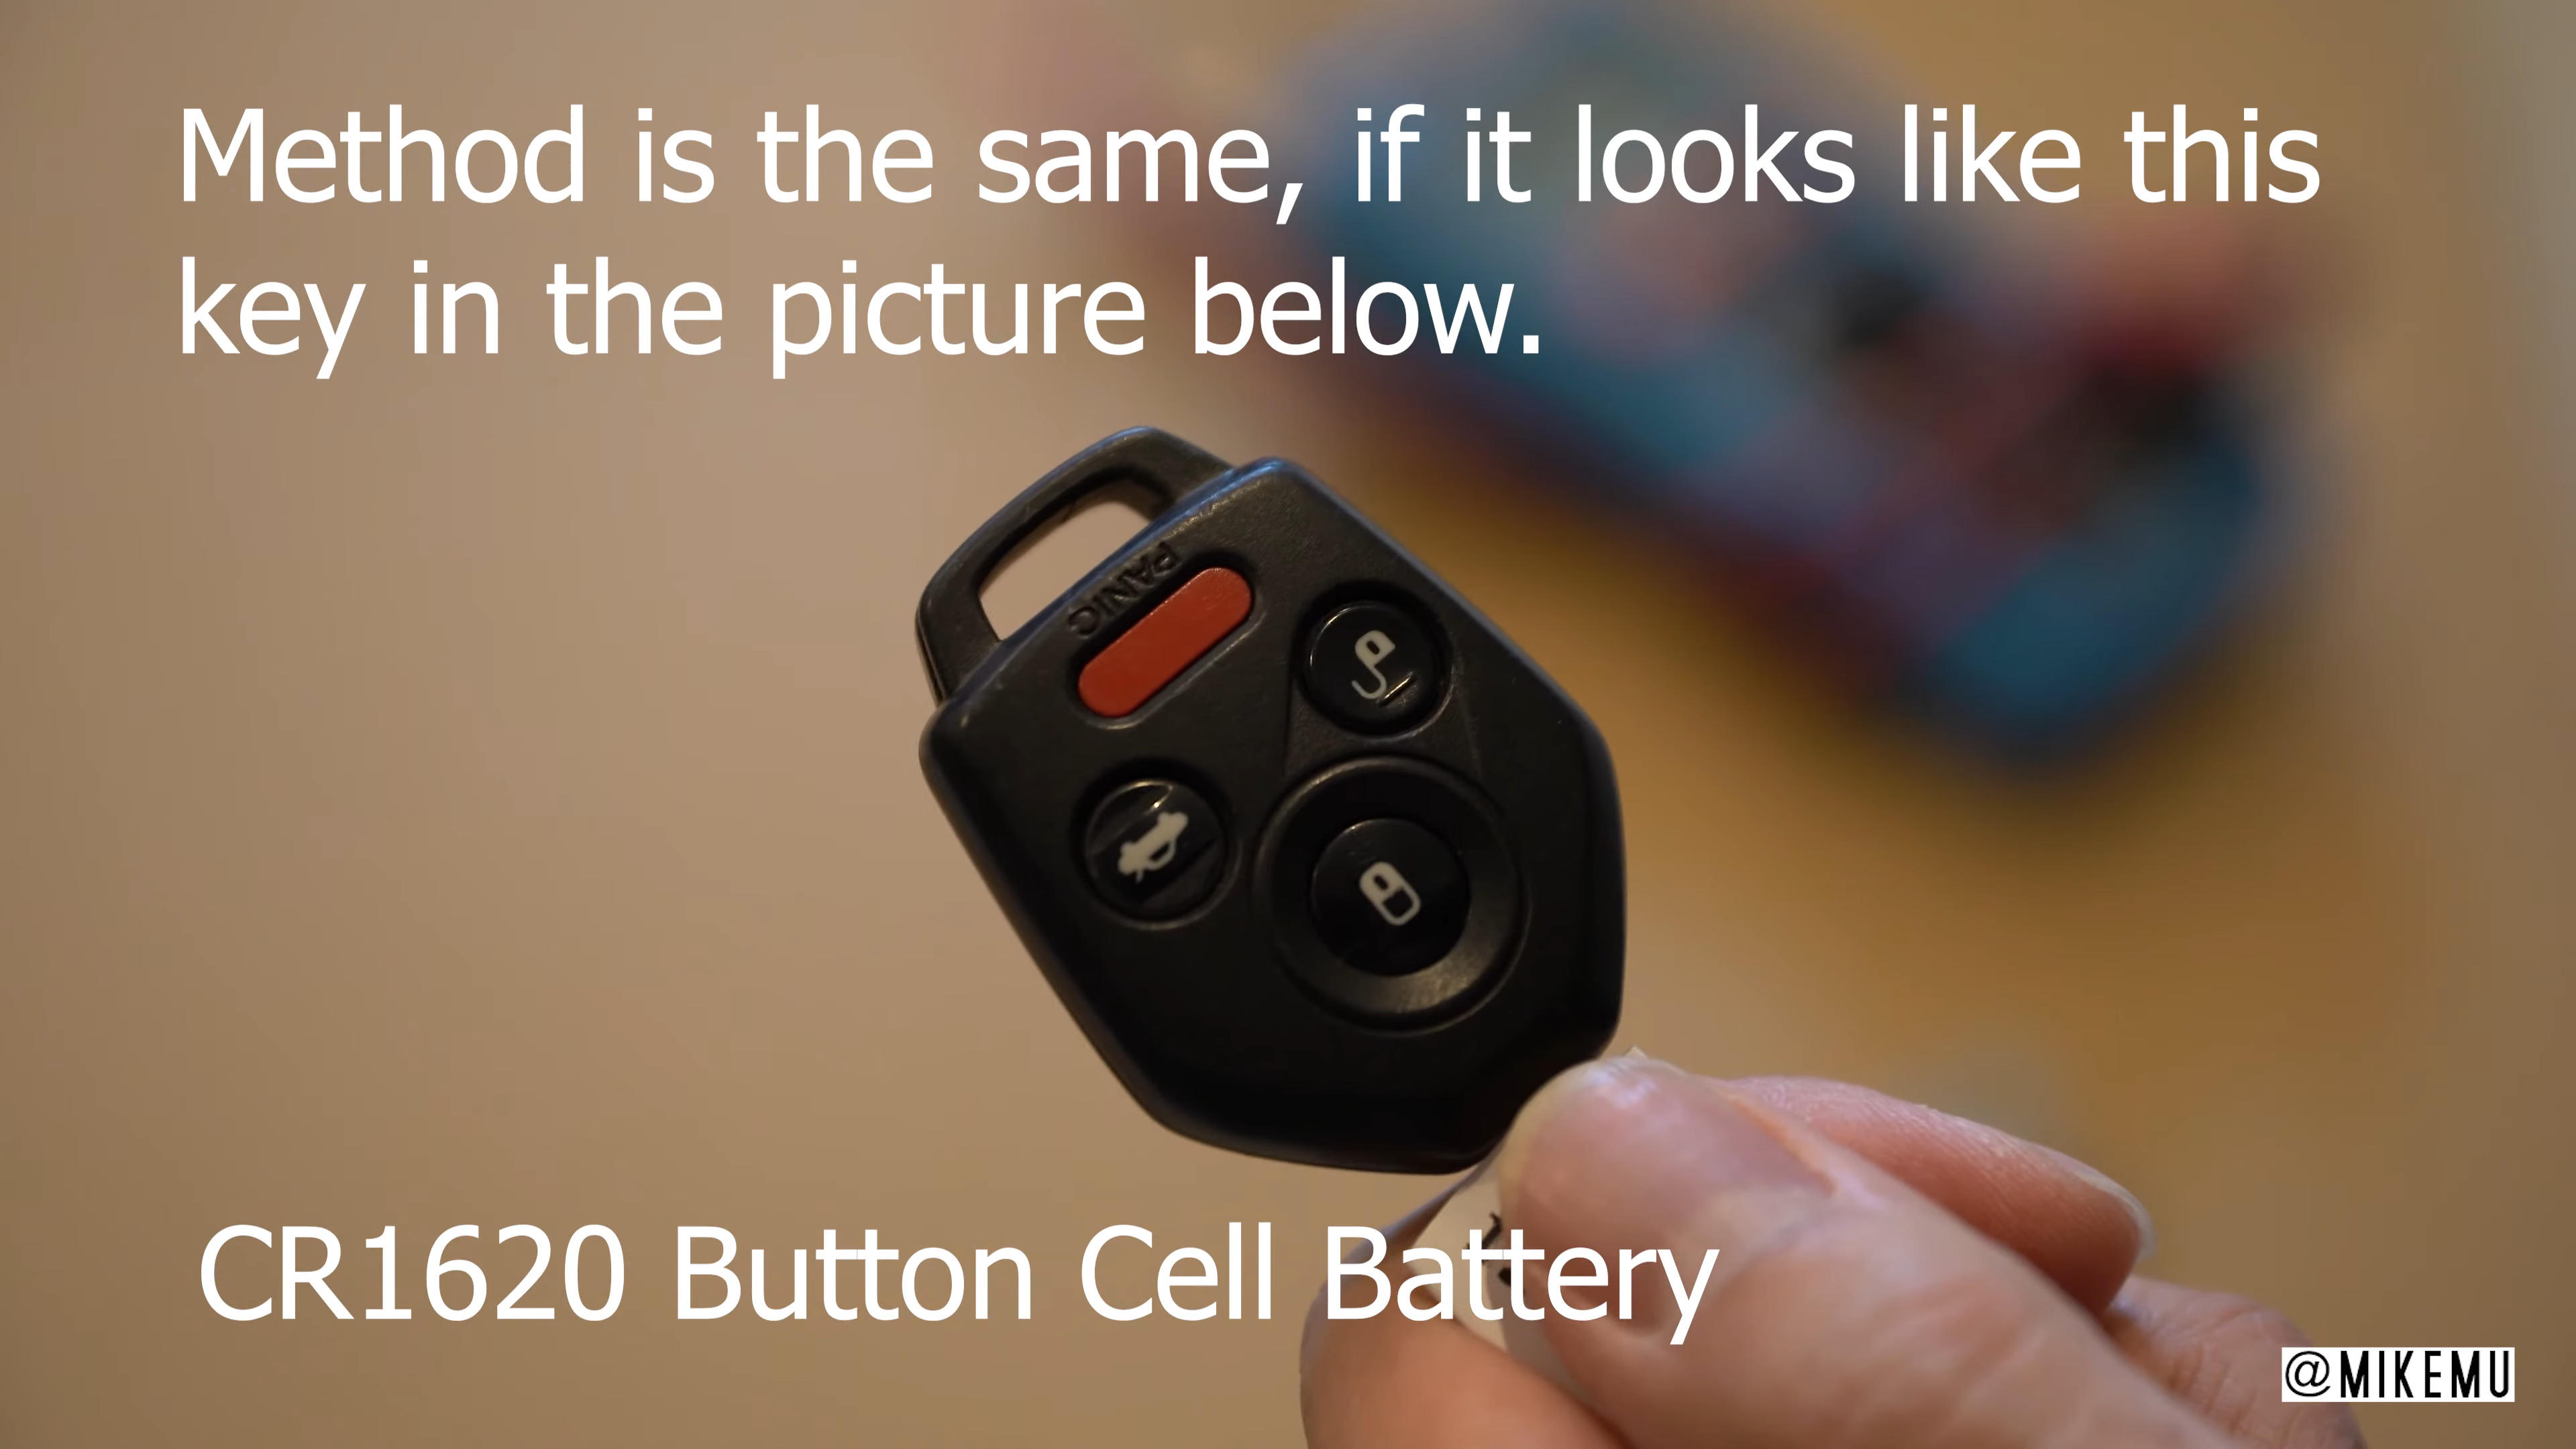 Method is the same, if it looks like this
key in the picture below.
PANIC
CR1620 Button Cell Battery
@MIKEMU